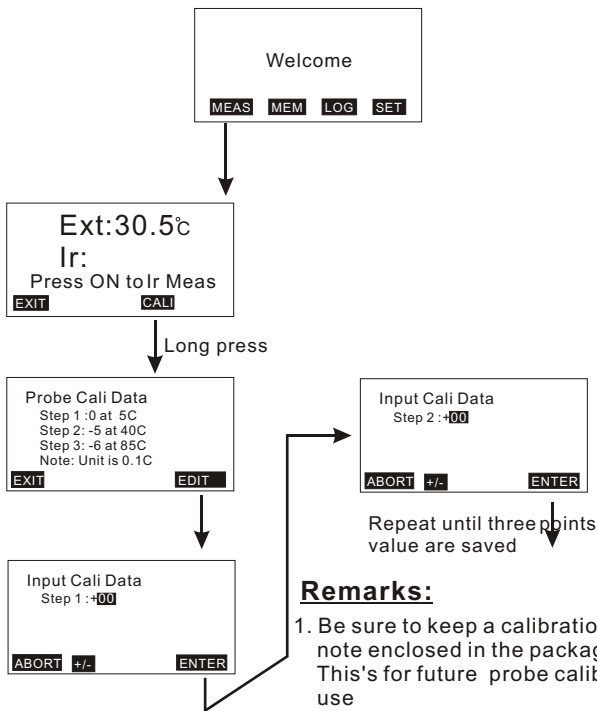 Welcome
MEAS MEM LOG SET
Ext:30.5℃
Ir:
Press ON to Ir Meas
EXIT CALI
Long press
Probe Cali Data
Step 1 :0 at 5C
Step 2: -5 at 40C
Step 3: -6 at 85C
Note: Unit is 0.1C
EXIT EDIT
Input Cali Data
Step 1 :+00
ABORT +/- ENTER
Input Cali Data
Step 2 :+00
ABORT +/- ENTER
Repeat until three points
value are saved
Remarks:
1. Be sure to keep a calibratio
note enclosed in the packag
This's for future probe calib
use